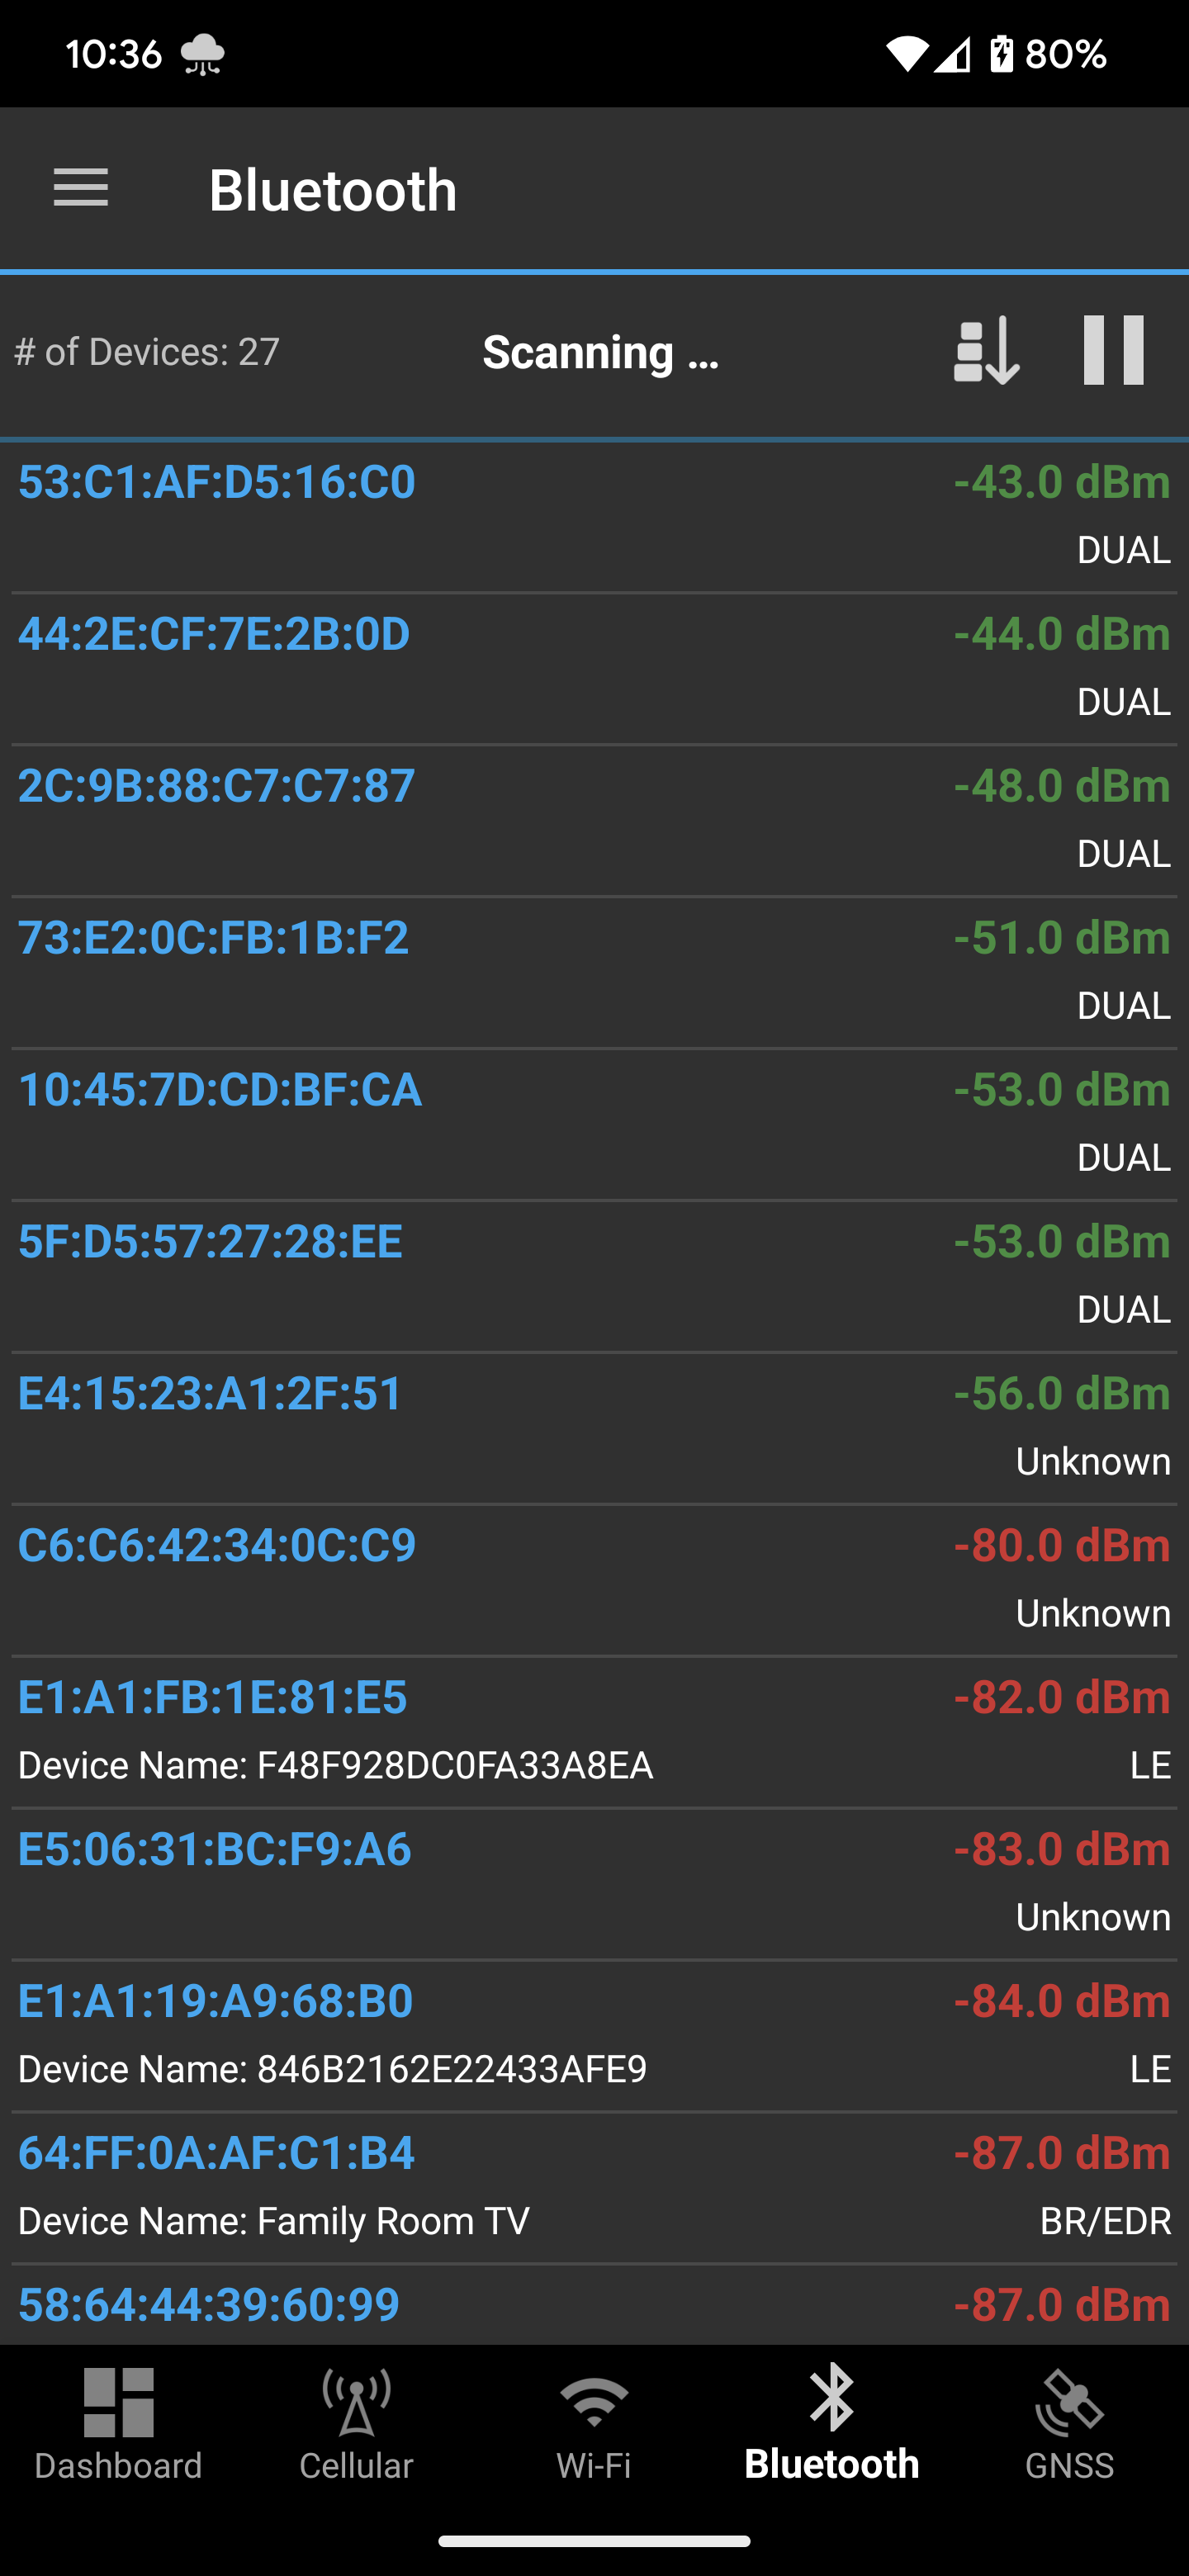 10:36 80%
Bluetooth
# of Devices: 27 Scanning ...
53:C1:AF:D5:16:C0 -43.0 dBm
DUAL
44:2E:CF:7E:2B:0D -44.0 dBm
DUAL
2C:9B:88:C7:C7:87 -48.0 dBm
DUAL
73:E2:0C:FB:1B:F2 -51.0 dBm
DUAL
10:45:7D:CD:BF:CA -53.0 dBm
DUAL
5F:D5:57:27:28:EE -53.0 dBm
DUAL
E4:15:23:A1:2F:51 -56.0 dBm
Unknown
C6:C6:42:34:0C:C9 -80.0 dBm
Unknown
E1:A1:FB:1E:81:E5 -82.0 dBm
Device Name: F48F928DC0FA33A8EA LE
E5:06:31:BC:F9:A6 -83.0 dBm
Unknown
E1:A1:19:A9:68:B0 -84.0 dBm
Device Name: 846B2162E22433AFE9 LE
64:FF:0A:AF:C1:B4 -87.0 dBm
Device Name: Family Room TV BR/EDR
58:64:44:39:60:99 -87.0 dBm
Dashboard Cellular Wi-Fi Bluetooth GNSS